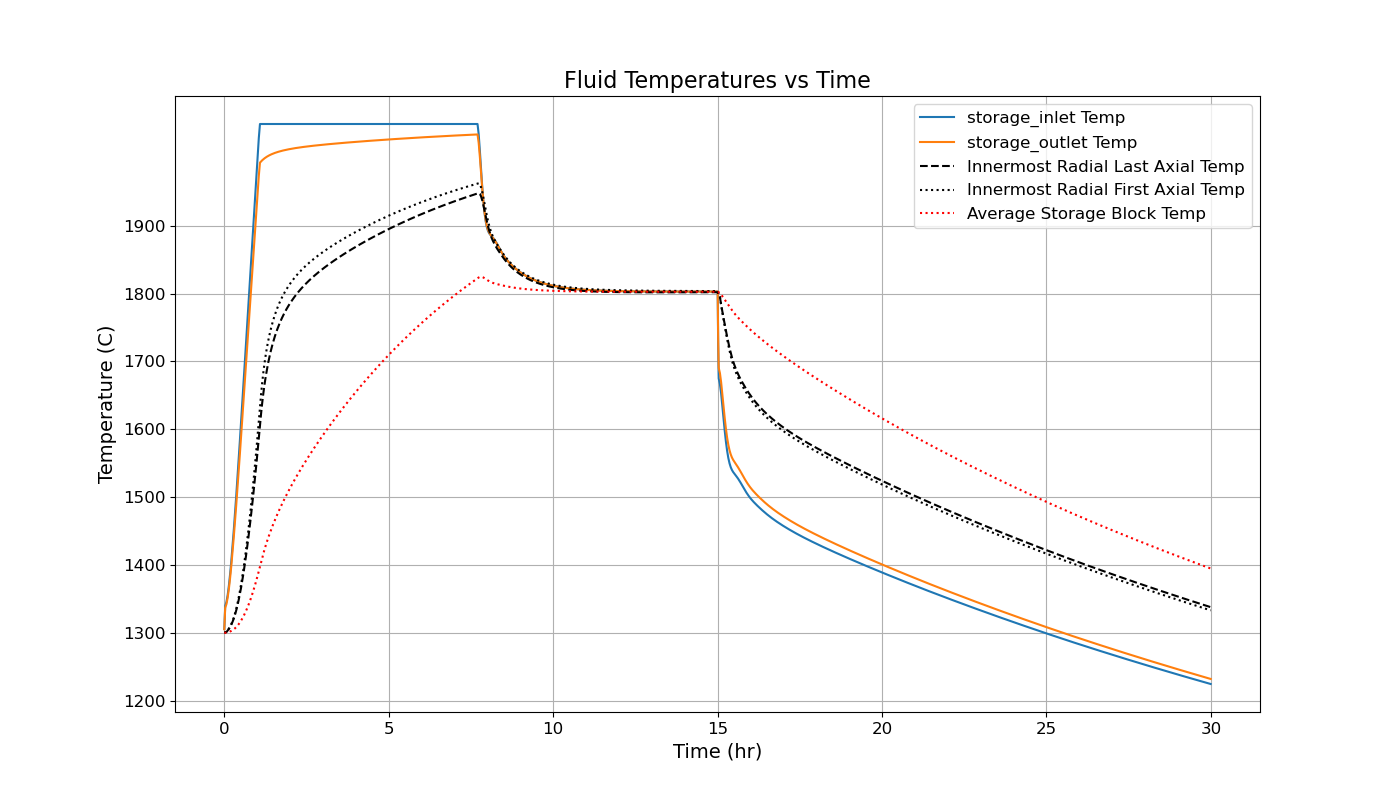 Fluid Temperatures vs Time
storage_inlet Temp
storage_outlet Temp
Innermost Radial Last Axial Temp
Innermost Radial First Axial Temp
Average Storage Block Temp
Temperature (C)
1900
1800
1700
1600
1500
1400
1300
1200
0 5 10 15 20 25 30
Time (hr)